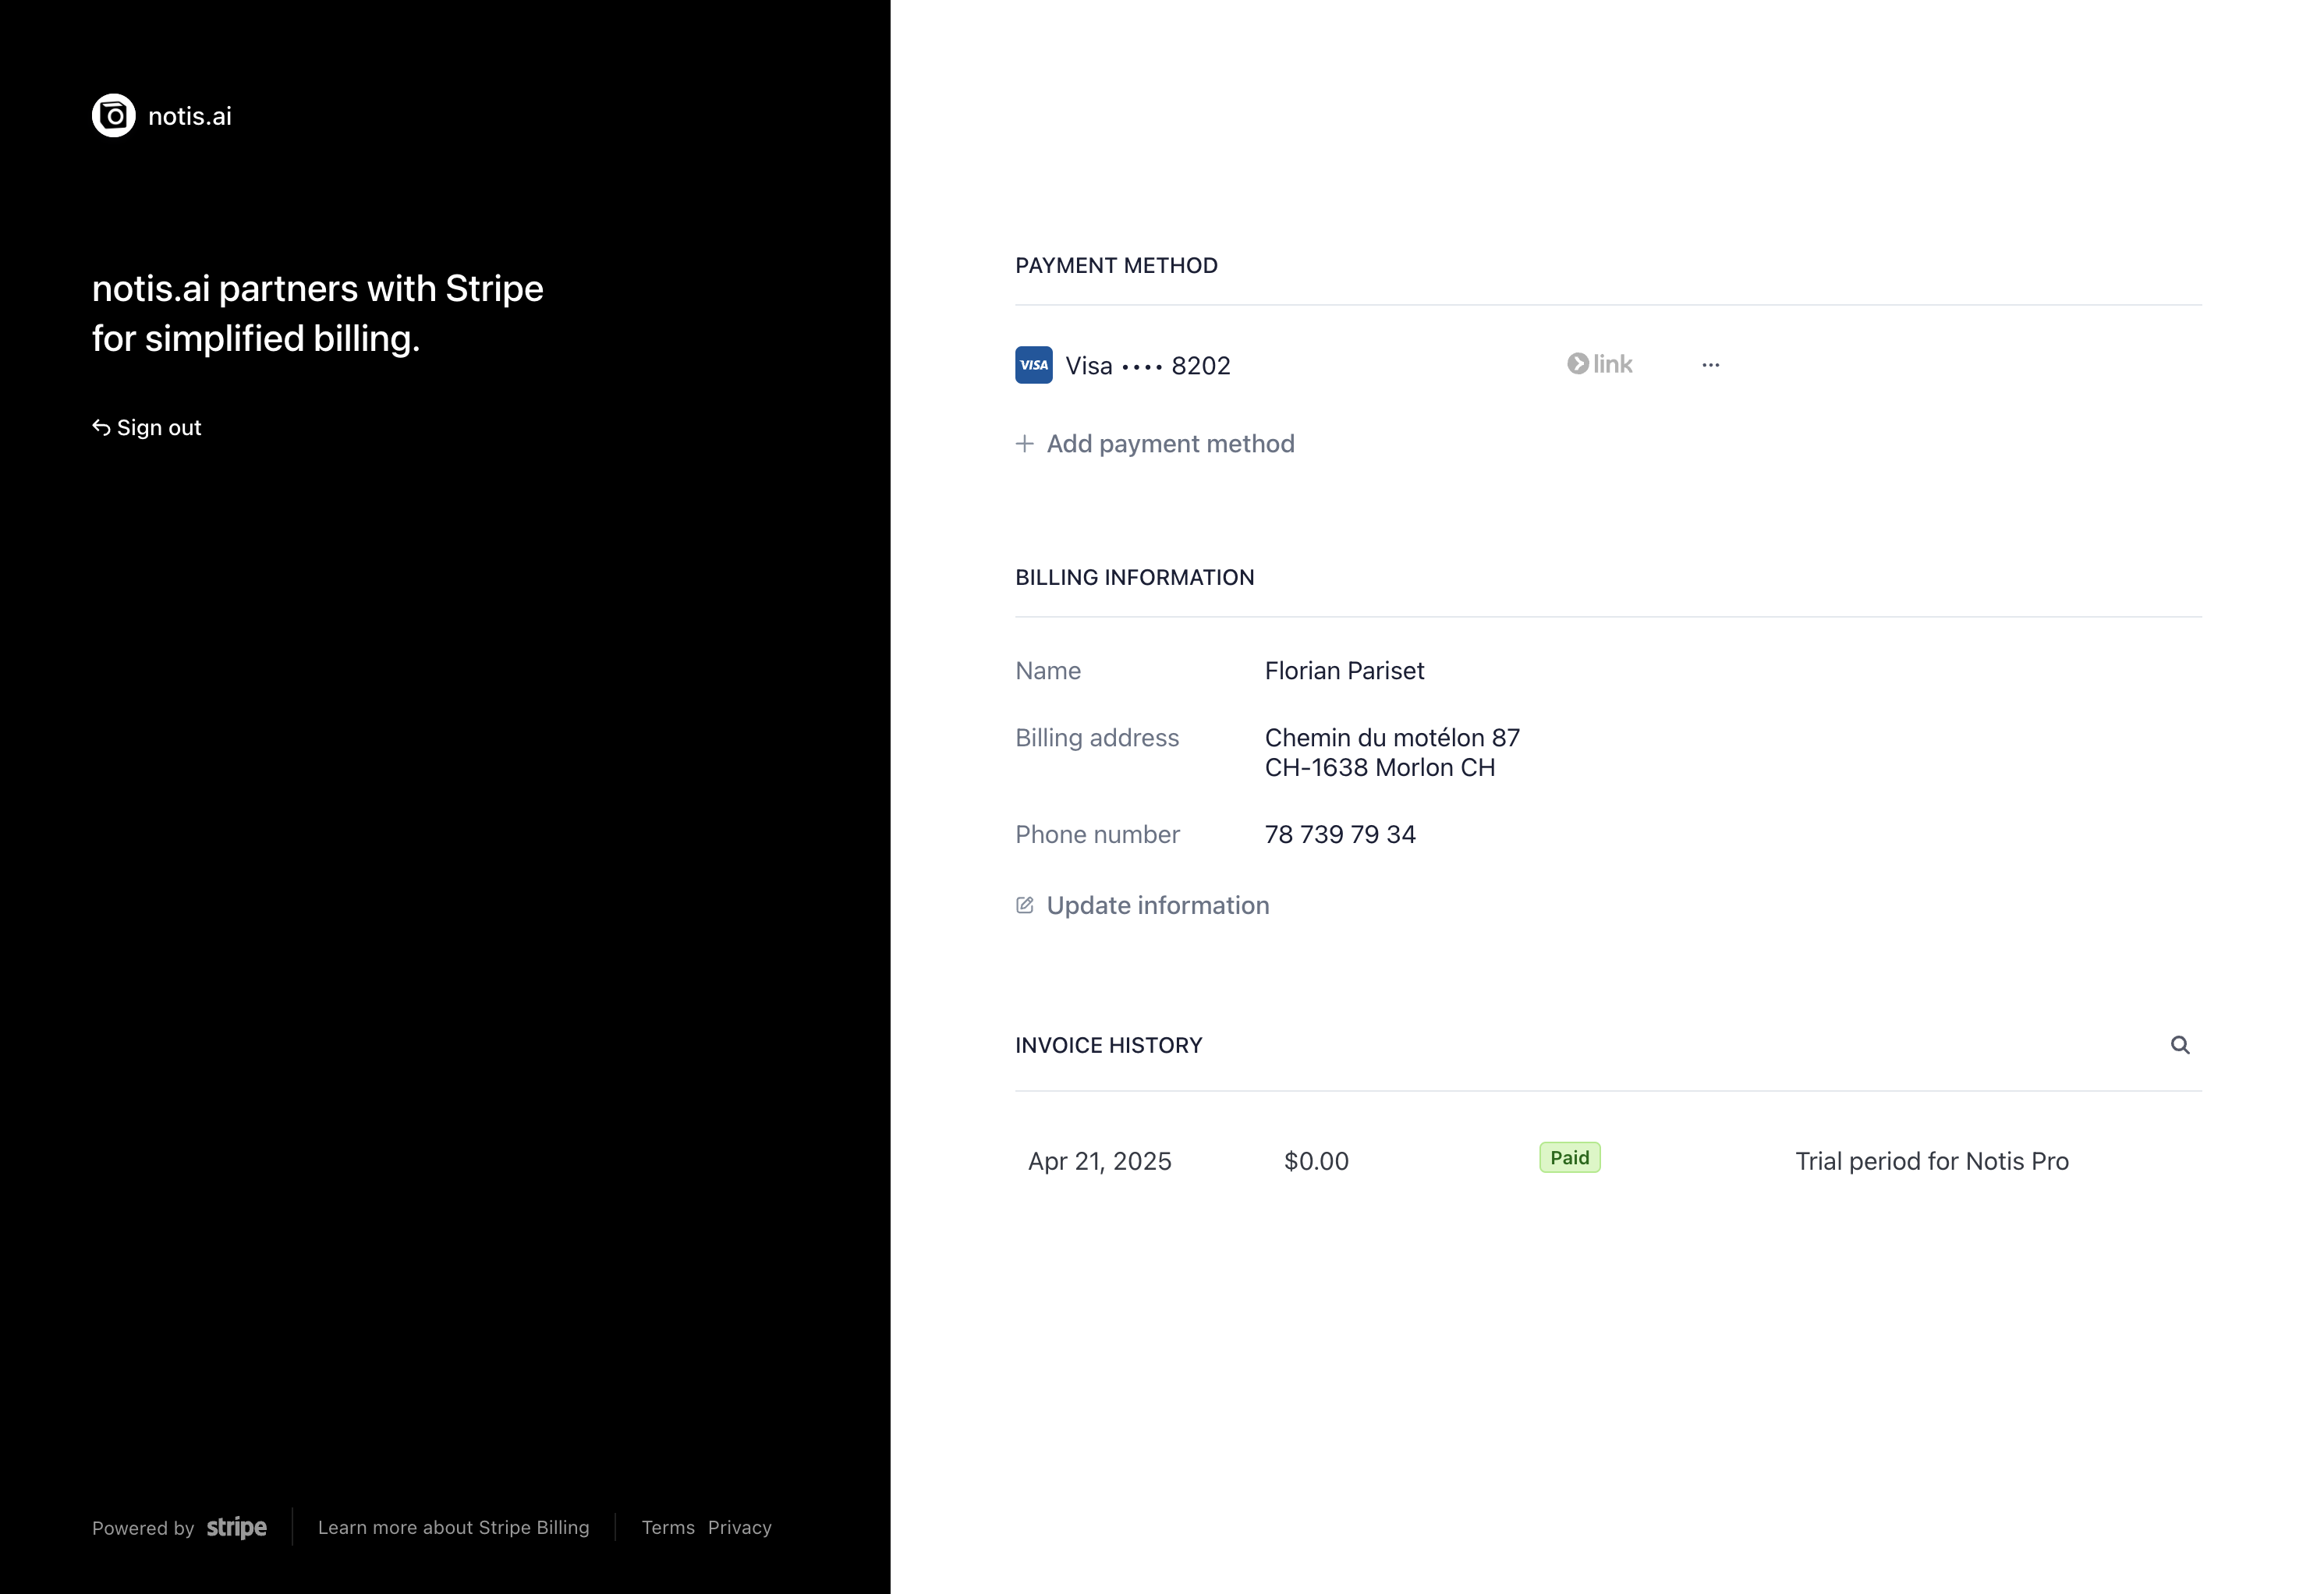 notis.ai
notis.ai partners with Stripe
for simplified billing.
Sign out
Powered by stripe
Learn more about Stripe Billing
Terms Privacy
PAYMENT METHOD
VISA Visa •••• 8202 link ···
Add payment method
BILLING INFORMATION
Name Florian Pariset
Billing address Chemin du motélon 87
CH-1638 Morlon CH
Phone number 78 739 79 34
Update information
INVOICE HISTORY
Apr 21, 2025 $0.00 Paid Trial period for Notis Pro